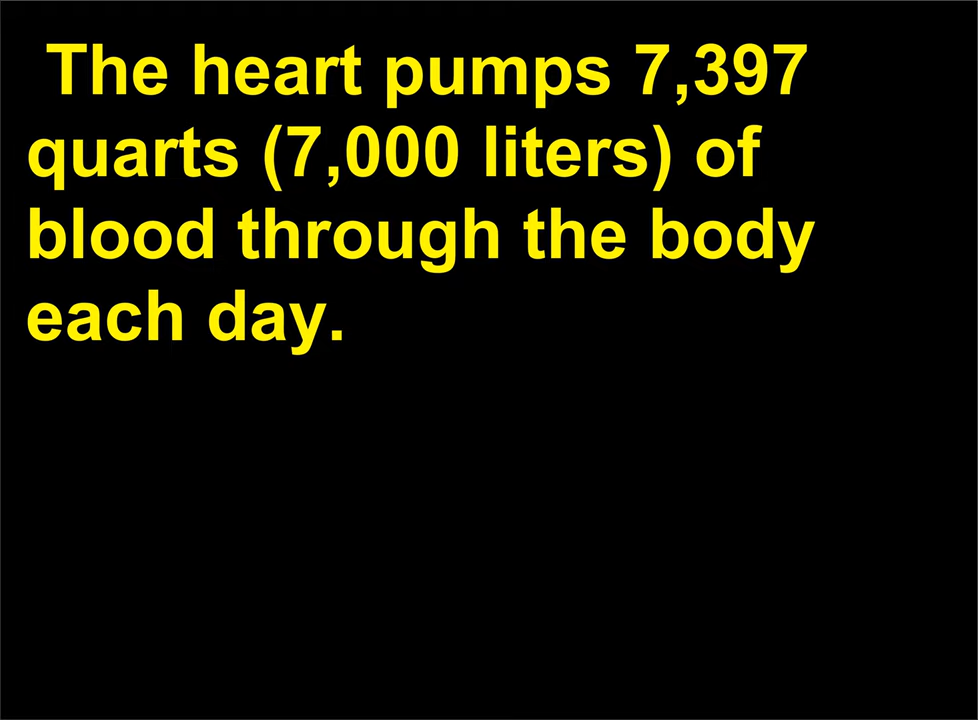 The heart pumps 7,397
quarts (7,000 liters) of
blood through the body
each day.